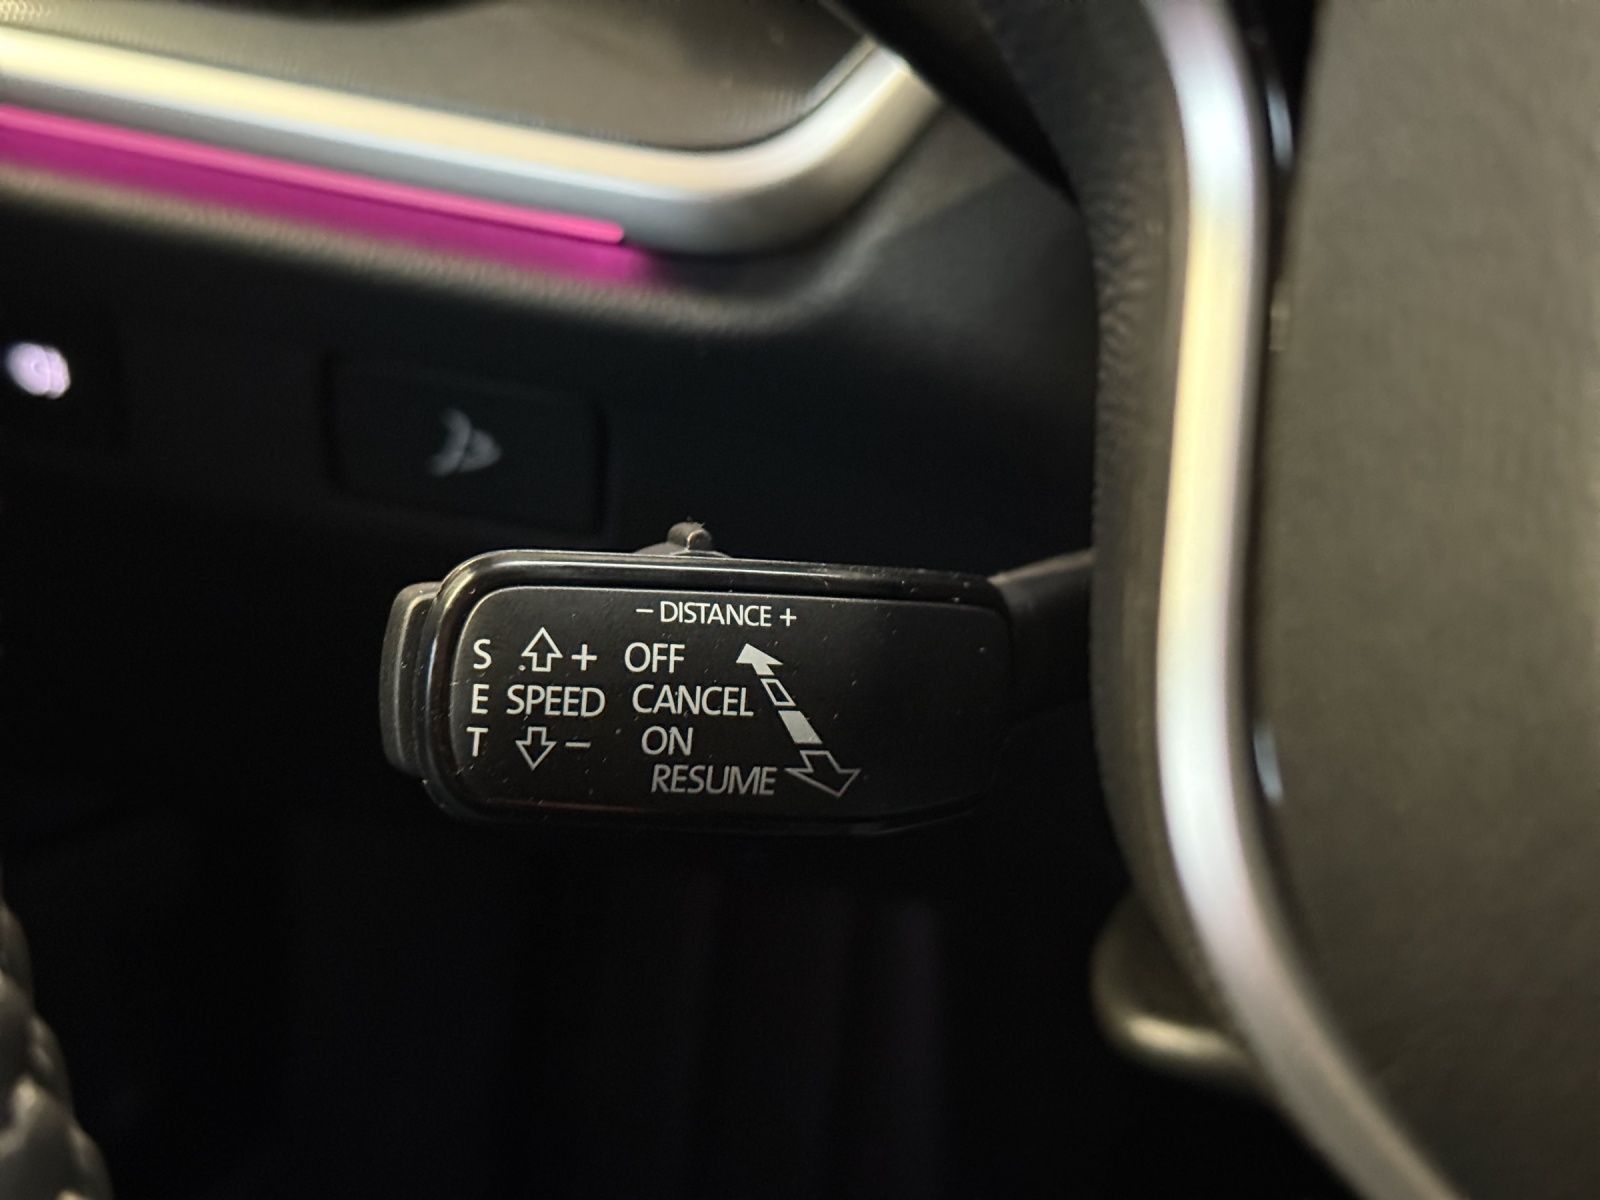 – DISTANCE +
S + OFF
E SPEED CANCEL
T – ON
RESUME